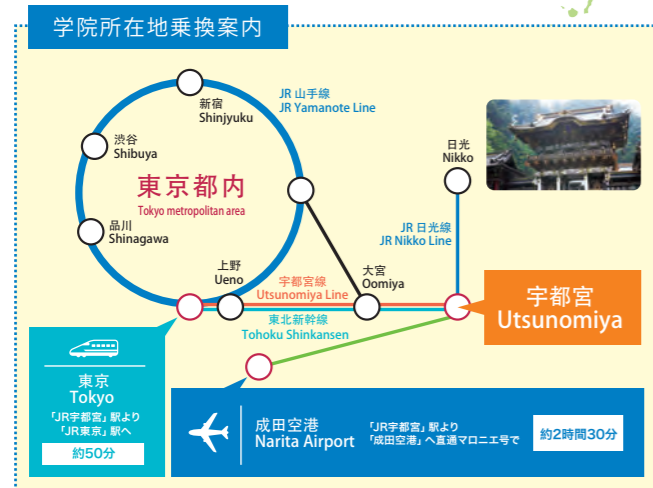 学院所在地乗換案内
新宿
Shinjyuku
JR 山手線
JR Yamanote Line
渋谷
Shibuya
日光
Nikko
東京都内
Tokyo metropolitan area
品川
Shinagawa
JR 日光線
JR Nikko Line
上野
Ueno
宇都宮線
Utsunomiya Line
大宮
Oomiya
宇都宮
Utsunomiya
東北新幹線
Tohoku Shinkansen
東京
Tokyo
「JR宇都宮」駅より
「JR東京」駅へ
約50分
成田空港
Narita Airport
「JR宇都宮」駅より
「成田空港」へ直通マロニエ号で
約2時間30分